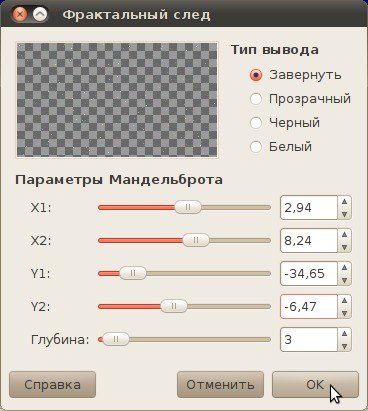 Фрактальный след
Тип вывода
Завернуть
Прозрачный
Черный
Белый
Параметры Мандельброта
X1: 2,94
X2: 8,24
Y1: -34,65
Y2: -6,47
Глубина: 3
Справка Отменить OK